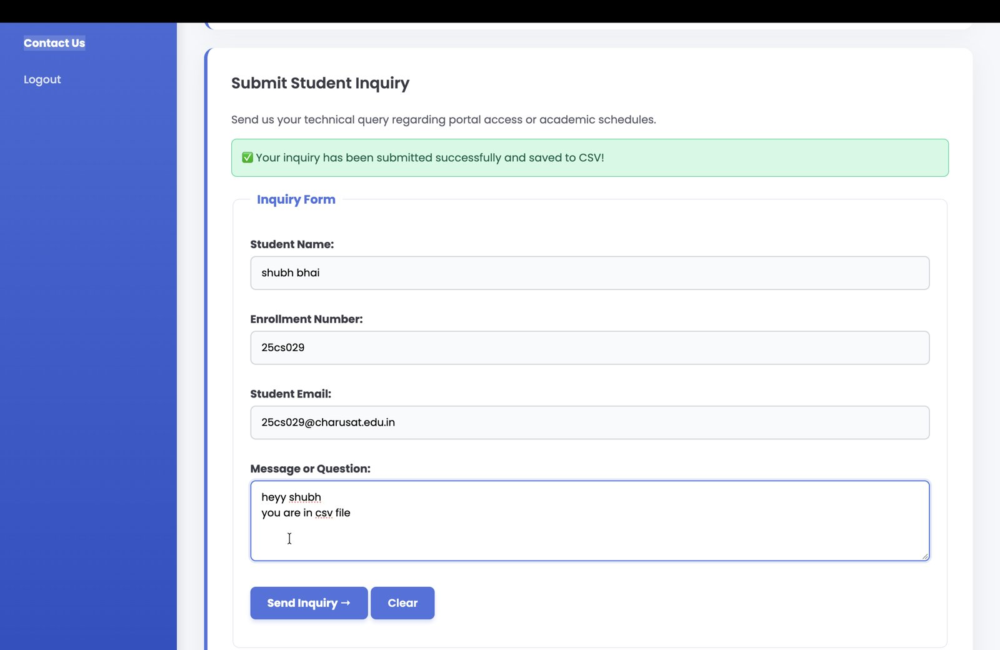 Contact Us
Logout
Submit Student Inquiry
Send us your technical query regarding portal access or academic schedules.
✅ Your inquiry has been submitted successfully and saved to CSV!
Inquiry Form
Student Name:
shubh bhai
Enrollment Number:
25cs029
Student Email:
25cs029@charusat.edu.in
Message or Question:
heyy shubh
you are in csv file
Send Inquiry →
Clear